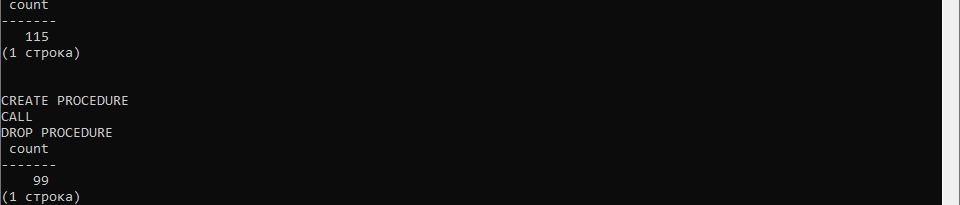 count
-------
115
(1 строка)
CREATE PROCEDURE
CALL
DROP PROCEDURE
count
-------
99
(1 строка)